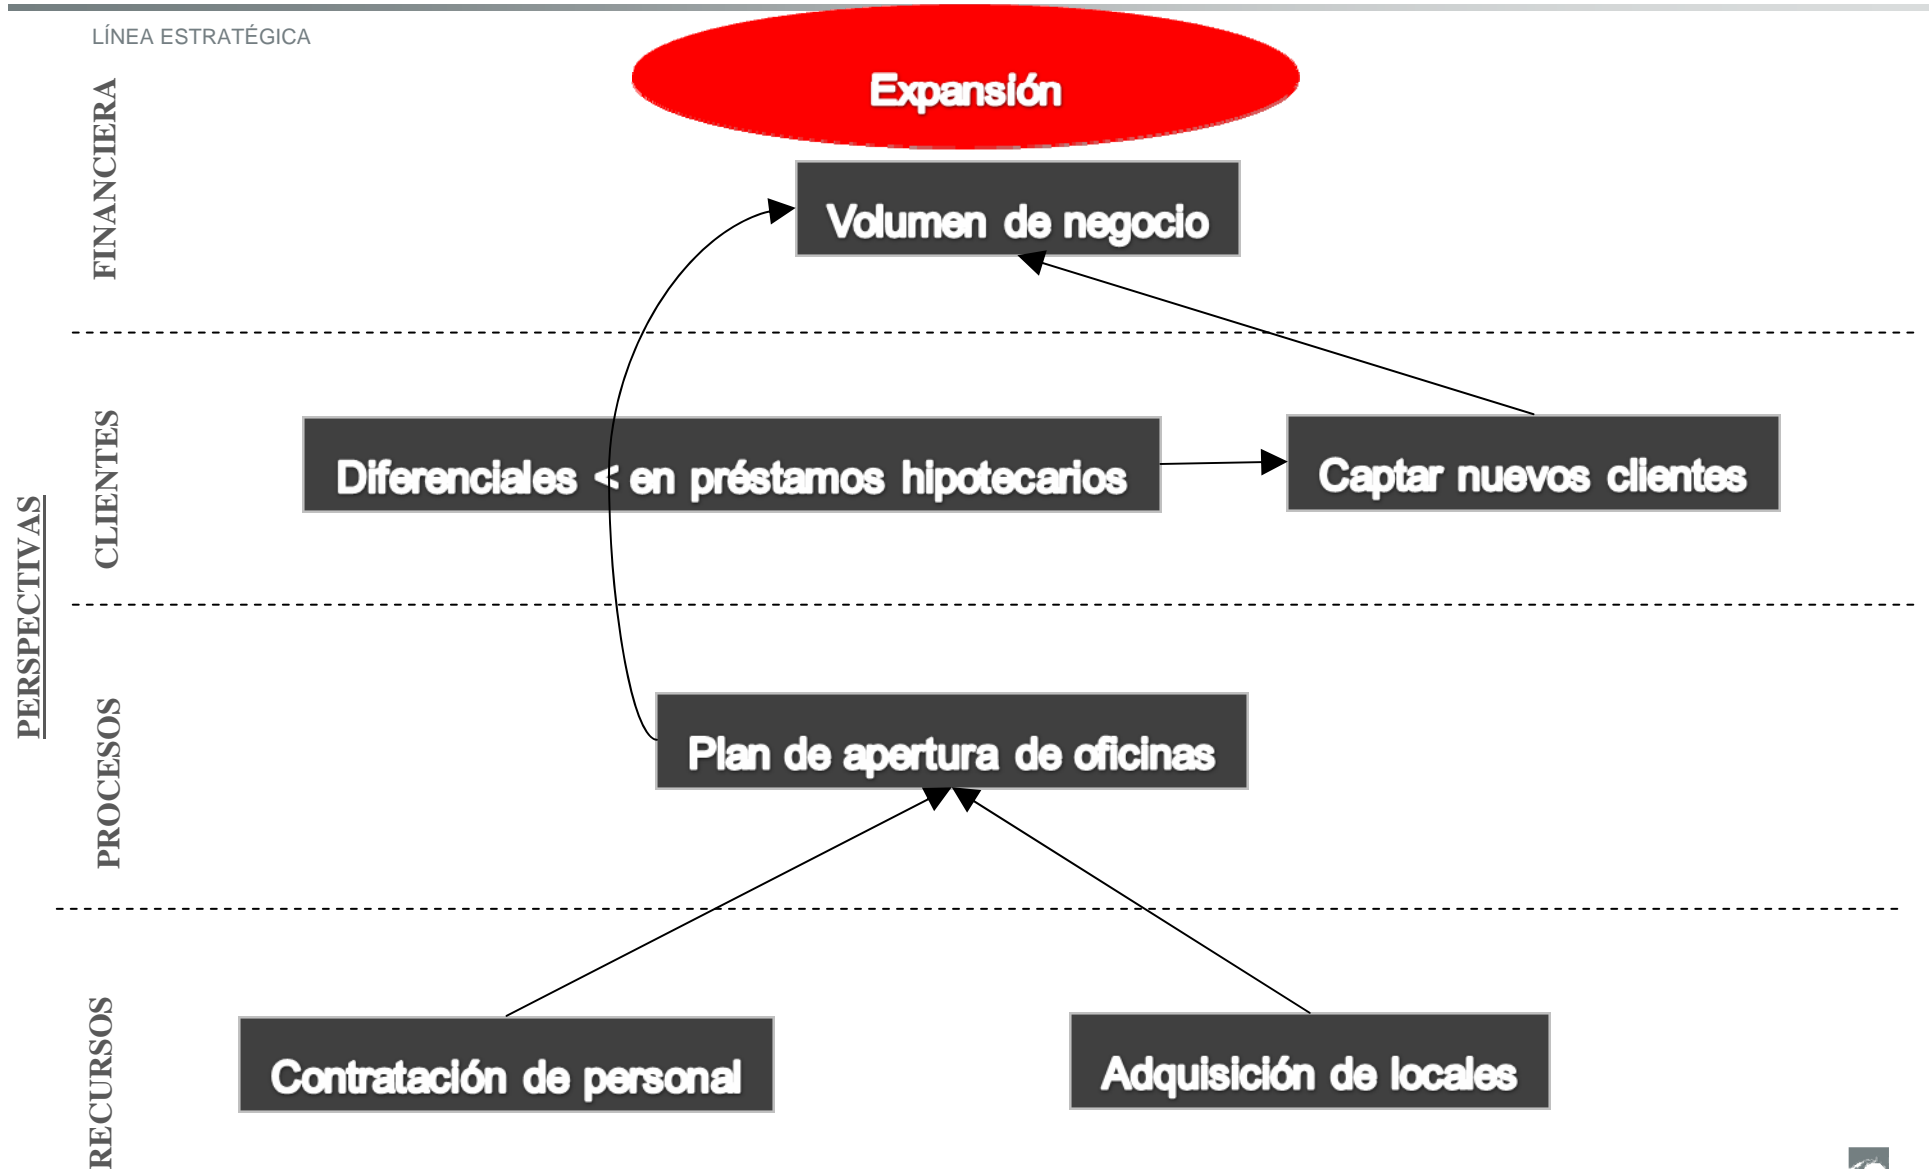 LÍNEA ESTRATÉGICA
Expansión
FINANCIERA
Volumen de negocio
CLIENTES
Diferenciales < en préstamos hipotecarios
Captar nuevos clientes
PERSPECTIVAS
PROCESOS
Plan de apertura de oficinas
RECURSOS
Contratación de personal
Adquisición de locales